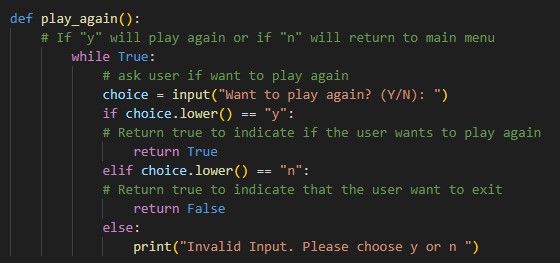 def play_again():
    # If "y" will play again or if "n" will return to main menu
        while True:
            # ask user if want to play again
            choice = input("Want to play again? (Y/N): ")
            if choice.lower() == "y":
            # Return true to indicate if the user wants to play again
                return True
            elif choice.lower() == "n":
            # Return true to indicate that the user want to exit
                return False
            else:
                print("Invalid Input. Please choose y or n ")